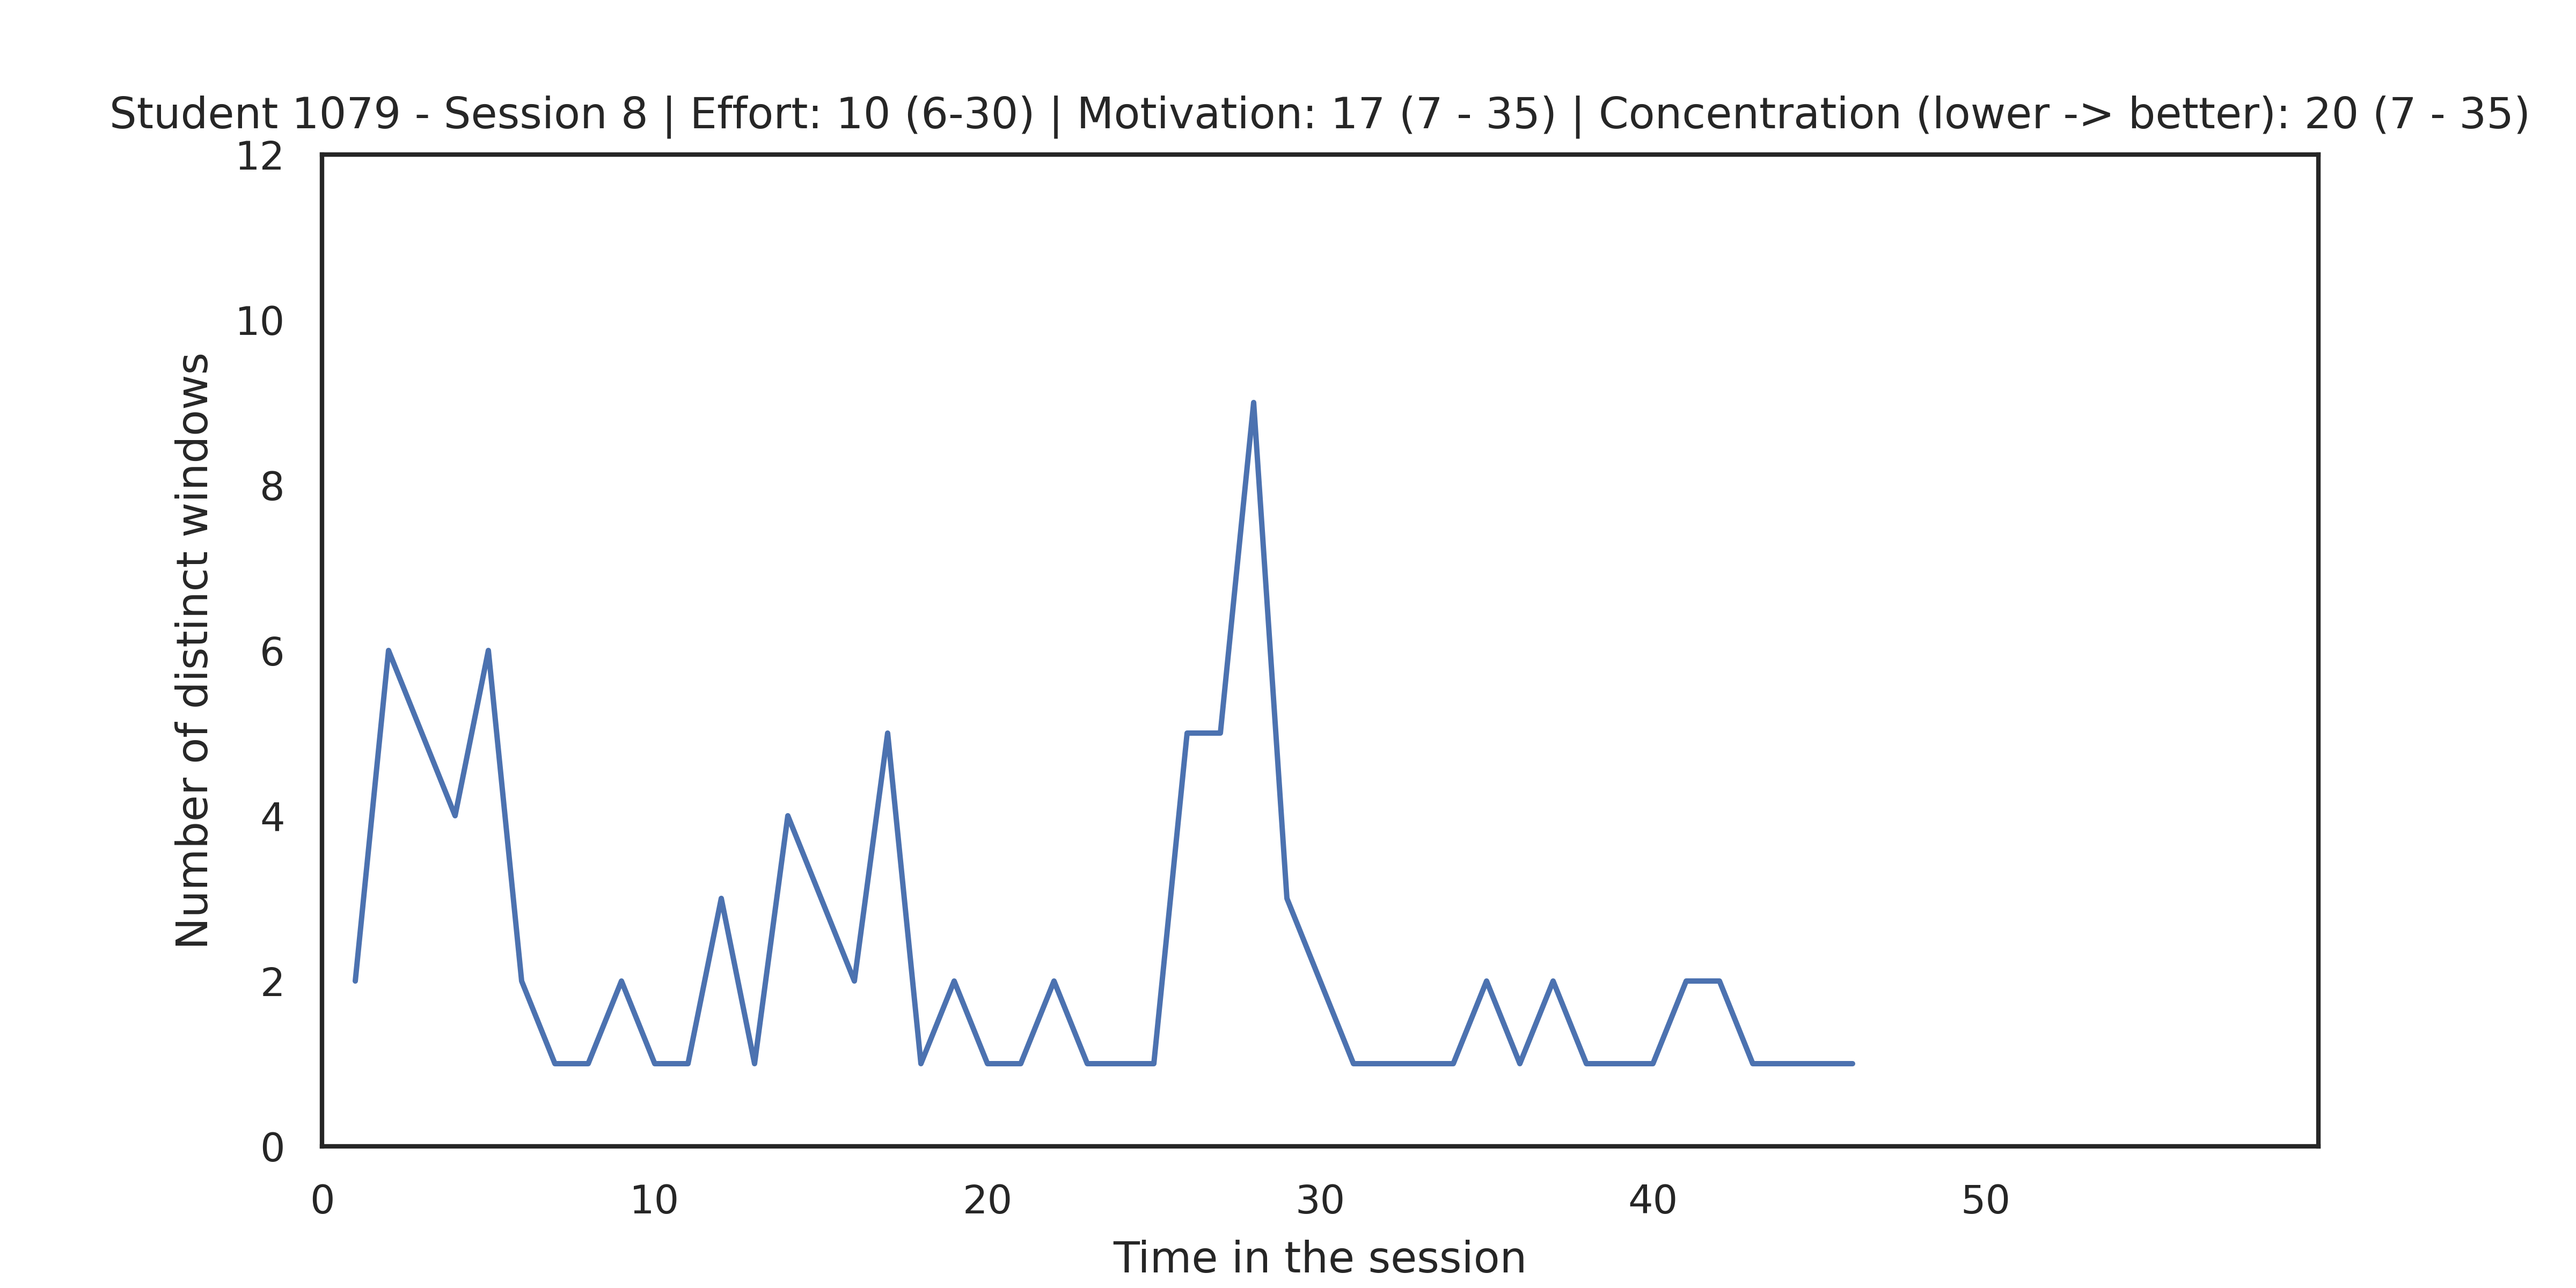 Student 1079 - Session 8 | Effort: 10 (6-30) | Motivation: 17 (7 - 35) | Concentration (lower -> better): 20 (7 - 35)
12
10
8
6
4
2
0
Number of distinct windows
0 10 20 30 40 50
Time in the session